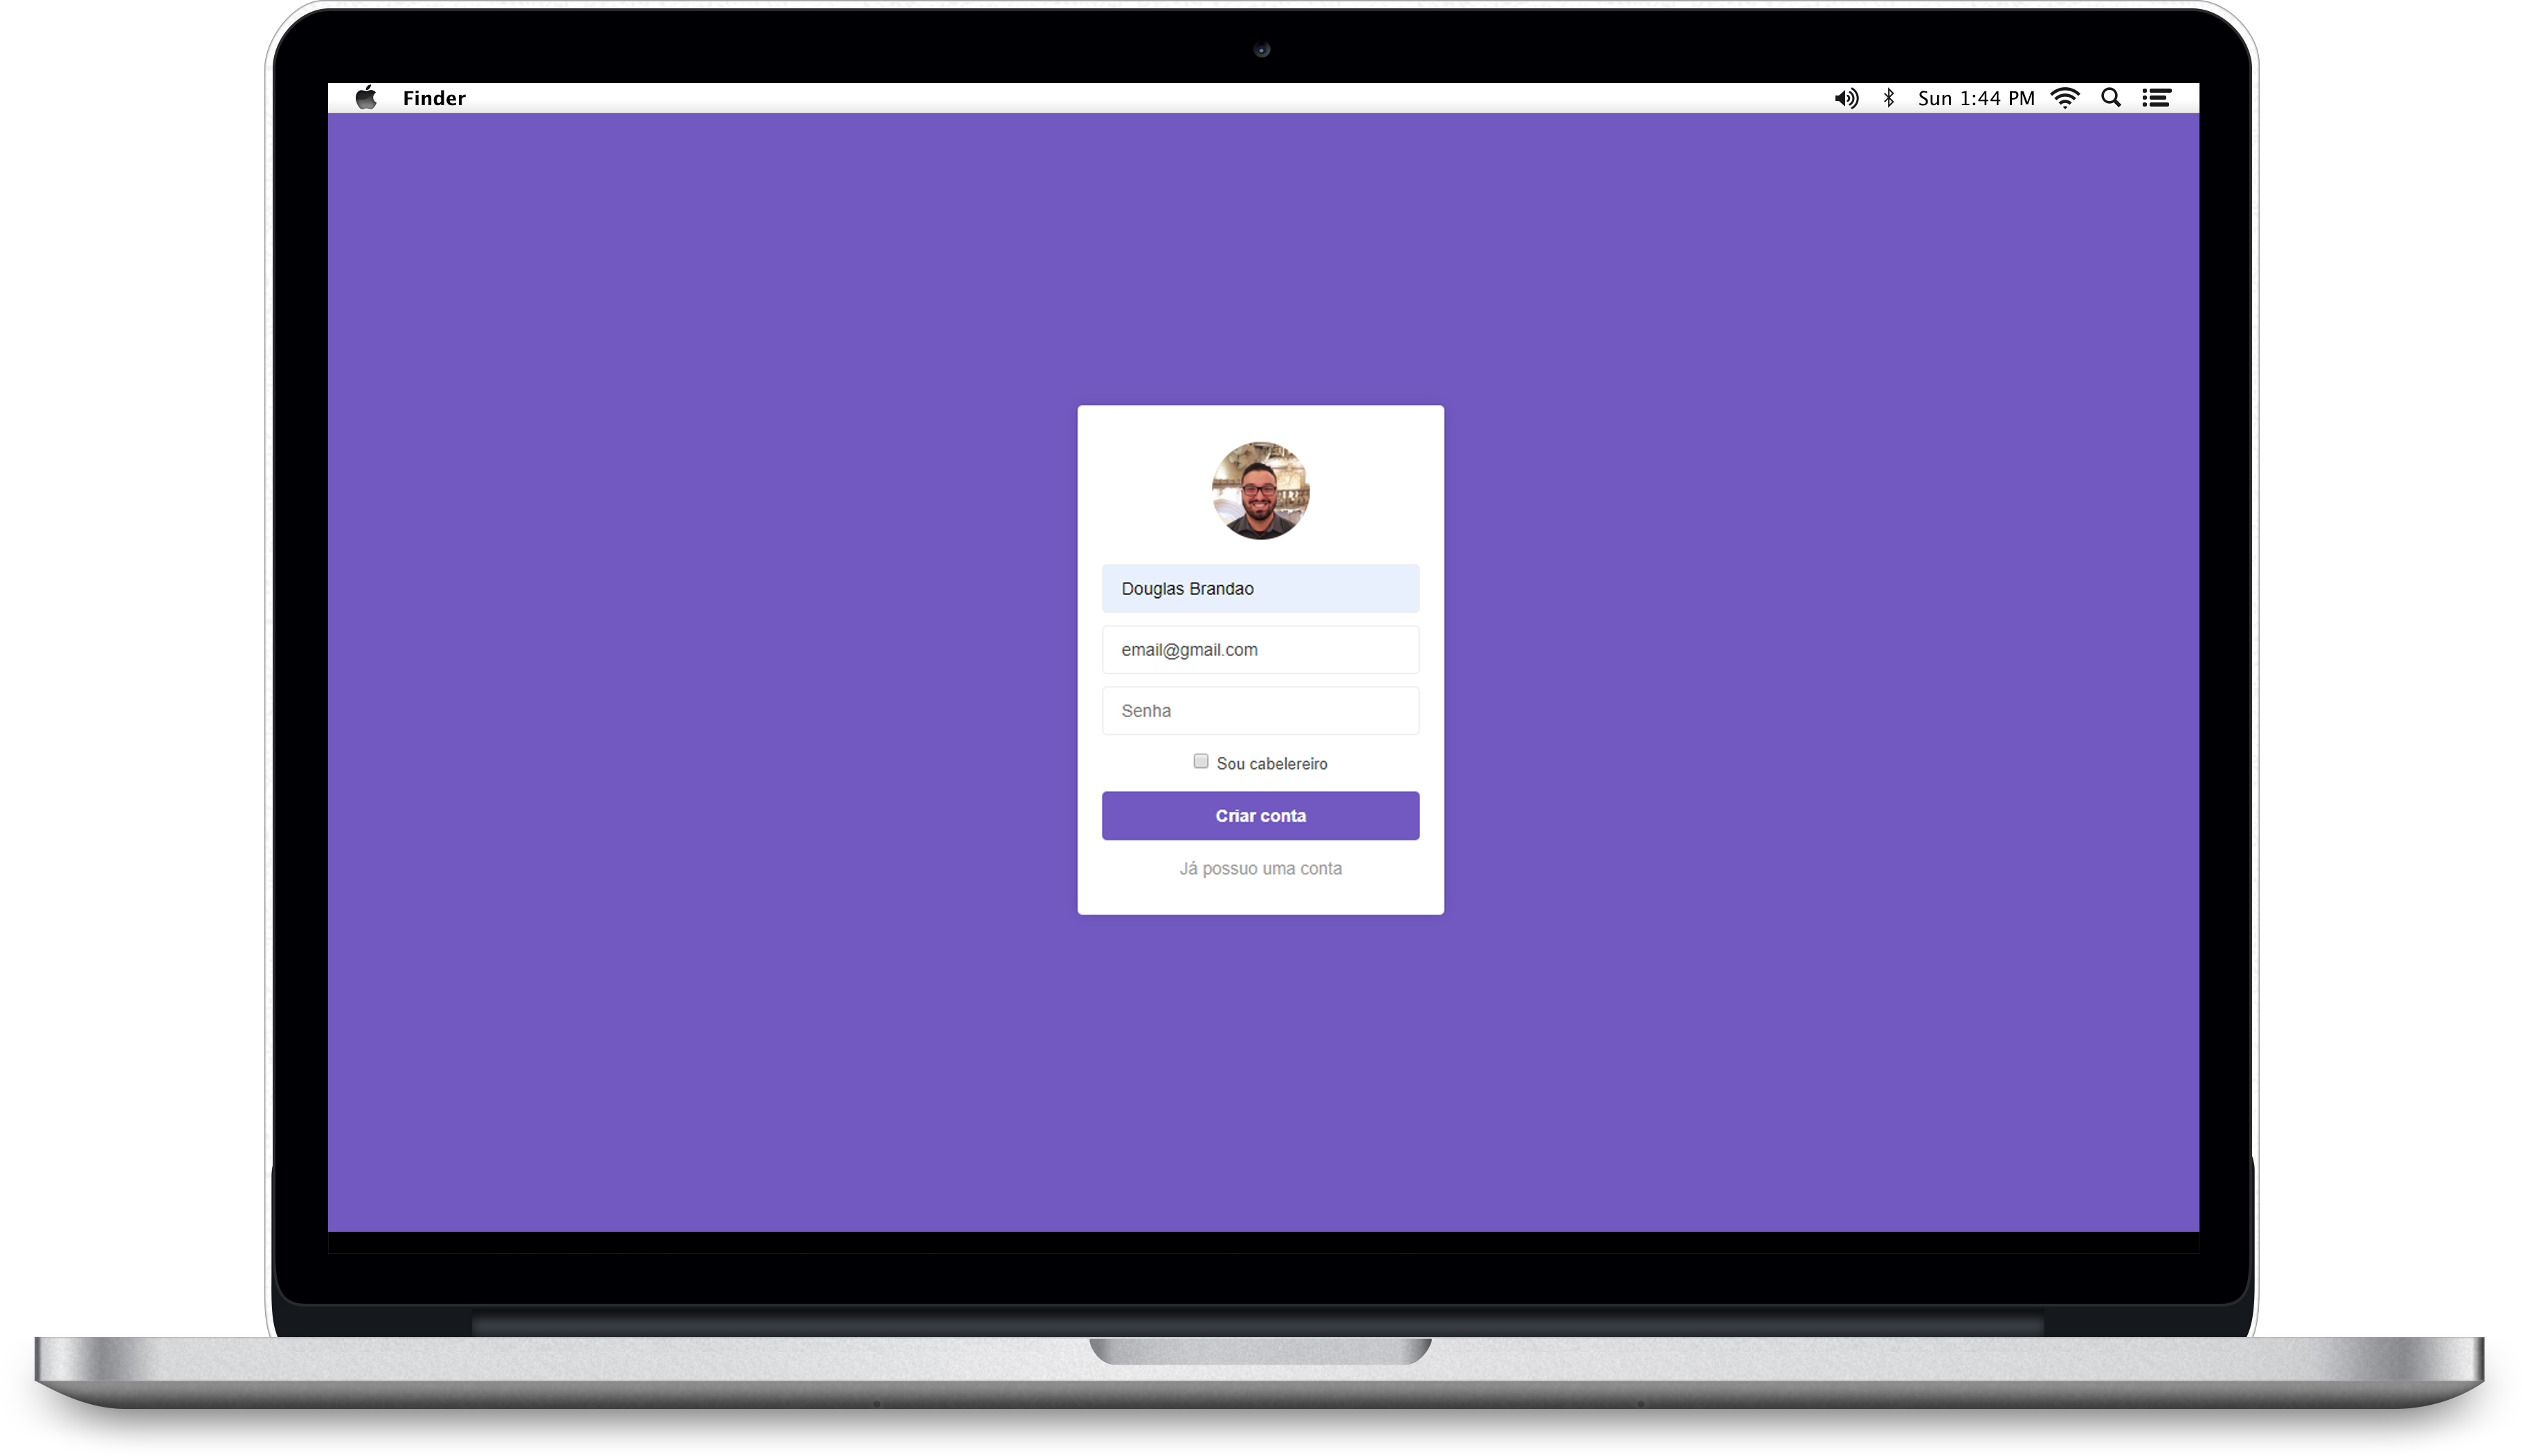 Finder
Sun 1:44 PM
Douglas Brandao
email@gmail.com
Senha
Sou cabelereiro
Criar conta
Já possuo uma conta